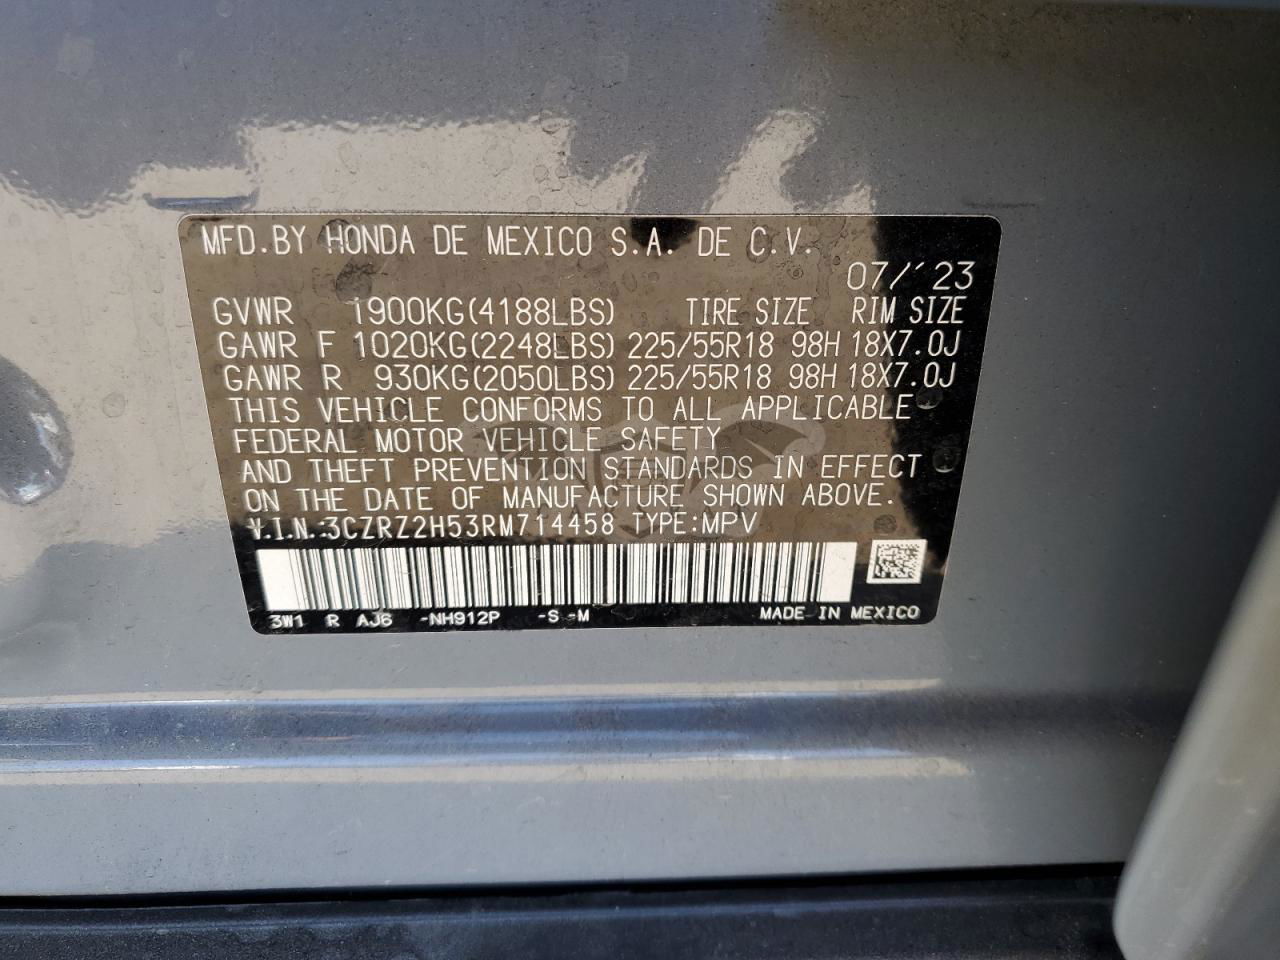 MFD.BY HONDA DE MEXICO S.A. DE C.V.
07/'23
GVWR 1900KG(4188LBS) TIRE SIZE RIM SIZE
GAWR F 1020KG(2248LBS) 225/55R18 98H 18X7.0J
GAWR R 930KG(2050LBS) 225/55R18 98H 18X7.0J
THIS VEHICLE CONFORMS TO ALL APPLICABLE
FEDERAL MOTOR VEHICLE SAFETY
AND THEFT PREVENTION STANDARDS IN EFFECT
ON THE DATE OF MANUFACTURE SHOWN ABOVE.
V.I.N.:3CZRZ2H53RM714458 TYPE:MPV
3W1 R AJ6 -NH912P -S -M MADE IN MEXICO